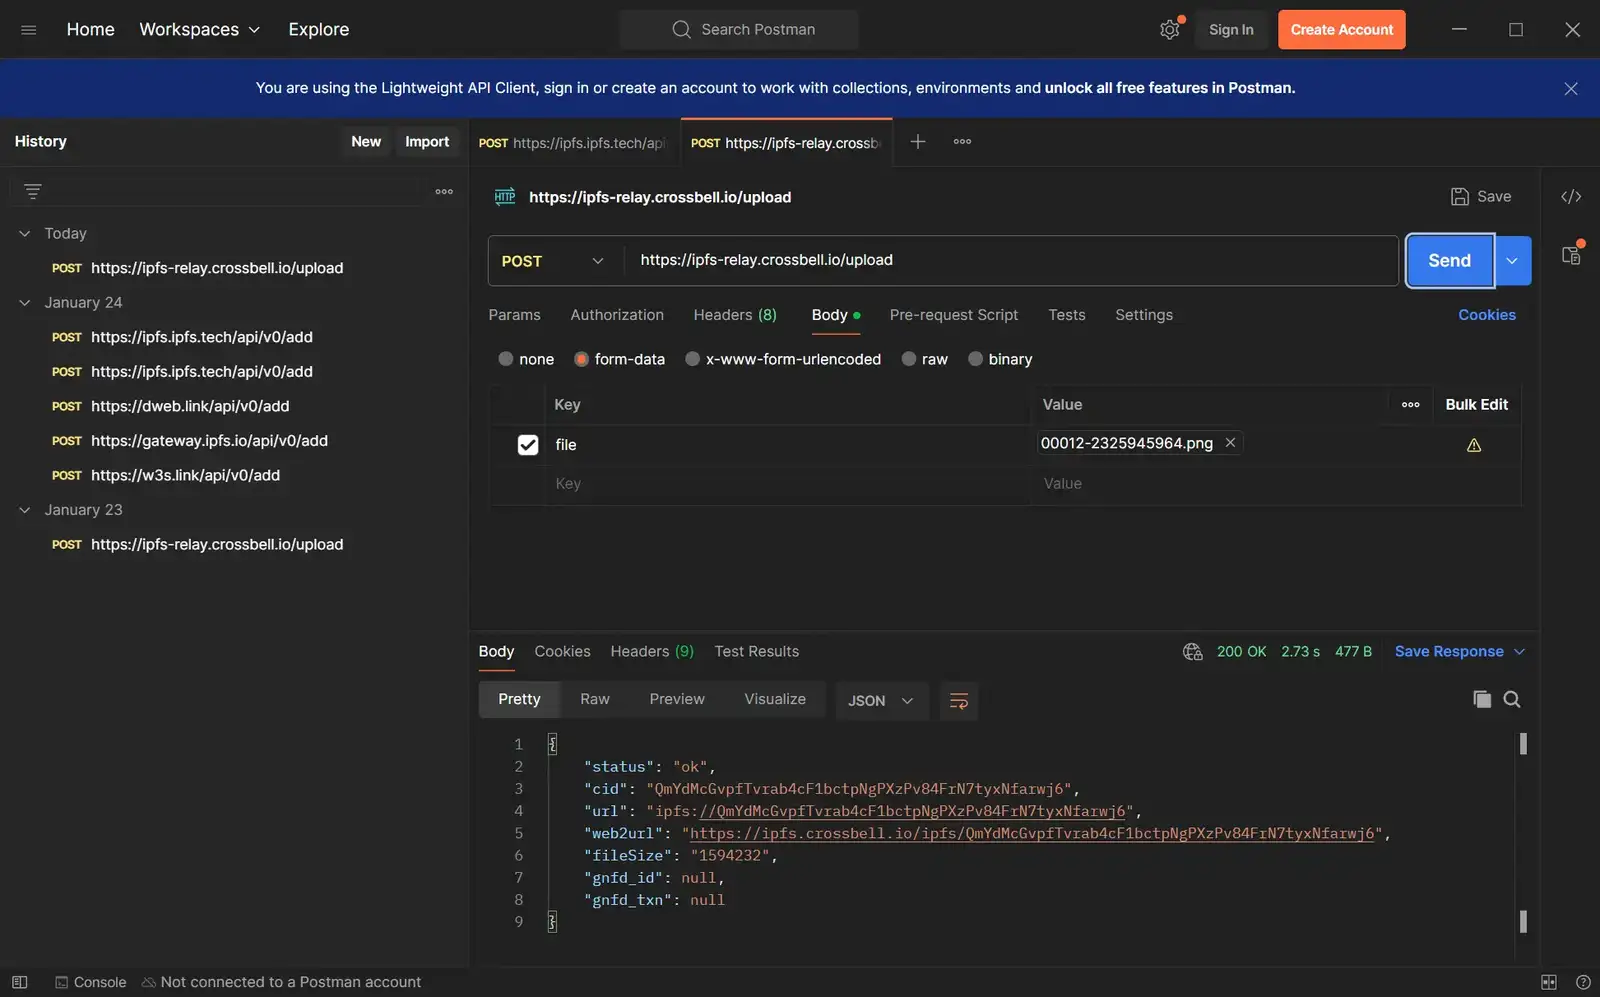 Home Workspaces Explore Search Postman Sign In Create Account
You are using the Lightweight API Client, sign in or create an account to work with collections, environments and unlock all free features in Postman.
History New Import
Today
POST https://ipfs-relay.crossbell.io/upload
January 24
POST https://ipfs.ipfs.tech/api/v0/add
POST https://ipfs.ipfs.tech/api/v0/add
POST https://dweb.link/api/v0/add
POST https://gateway.ipfs.io/api/v0/add
POST https://w3s.link/api/v0/add
January 23
POST https://ipfs-relay.crossbell.io/upload
POST https://ipfs.ipfs.tech/api POST https://ipfs-relay.crossb
HTTP https://ipfs-relay.crossbell.io/upload Save
POST https://ipfs-relay.crossbell.io/upload Send
Params Authorization Headers (8) Body Pre-request Script Tests Settings Cookies
none form-data x-www-form-urlencoded raw binary
Key Value Bulk Edit
file 00012-2325945964.png
Key Value
Body Cookies Headers (9) Test Results 200 OK 2.73 s 477 B Save Response
Pretty Raw Preview Visualize JSON
1 {
2 "status": "ok",
3 "cid": "QmYdMcGvpfTvrab4cF1bctpNgPXzPv84FrN7tyxNfarwj6",
4 "url": "ipfs://QmYdMcGvpfTvrab4cF1bctpNgPXzPv84FrN7tyxNfarwj6",
5 "web2url": "https://ipfs.crossbell.io/ipfs/QmYdMcGvpfTvrab4cF1bctpNgPXzPv84FrN7tyxNfarwj6",
6 "fileSize": "1594232",
7 "gnfd_id": null,
8 "gnfd_txn": null
9 }
Console Not connected to a Postman account